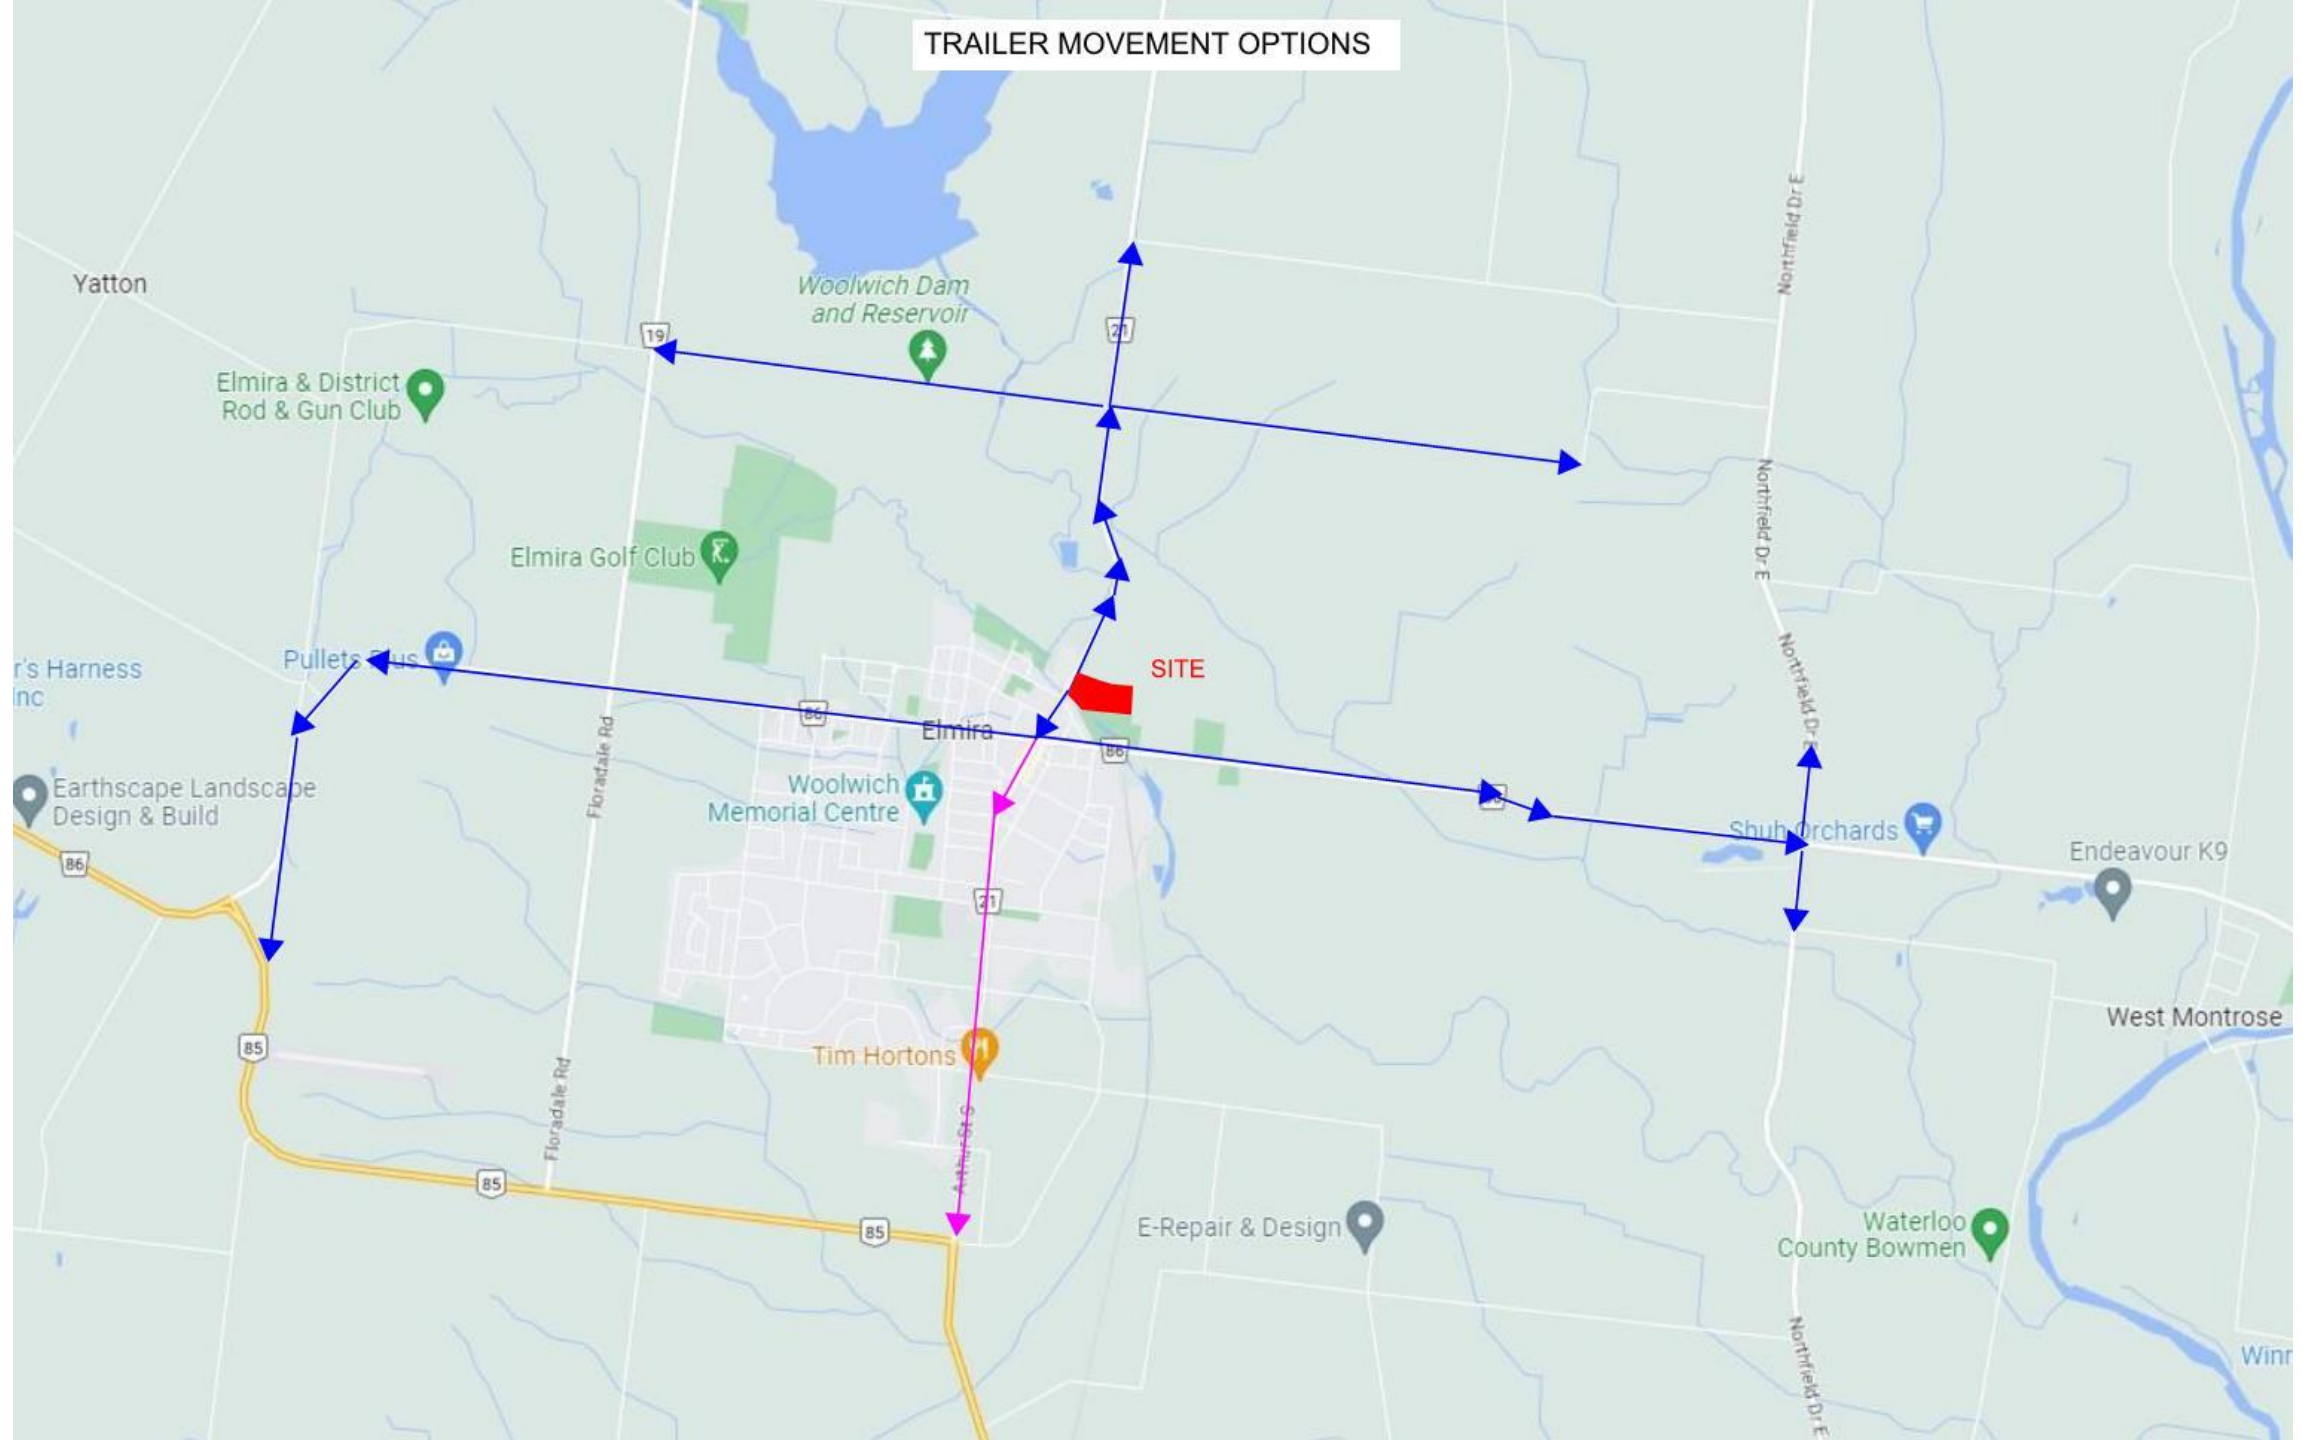 TRAILER MOVEMENT OPTIONS
Northfield Dr E
Yatton
Woolwich Dam
and Reservoir
19
21
Elmira & District
Rod & Gun Club
Northfield Dr E
Elmira Golf Club
r's Harness
Inc
Pullets Plus
SITE
Northfield Dr E
86
Elmira
86
Floradale Rd
Woolwich
Memorial Centre
Earthscape Landscape
Design & Build
86
Shuh Orchards
Endeavour K9
86
21
West Montrose
85
Tim Hortons
Floradale Rd
Arthur St S
85
85
E-Repair & Design
Waterloo
County Bowmen
Northfield Dr E
Winr